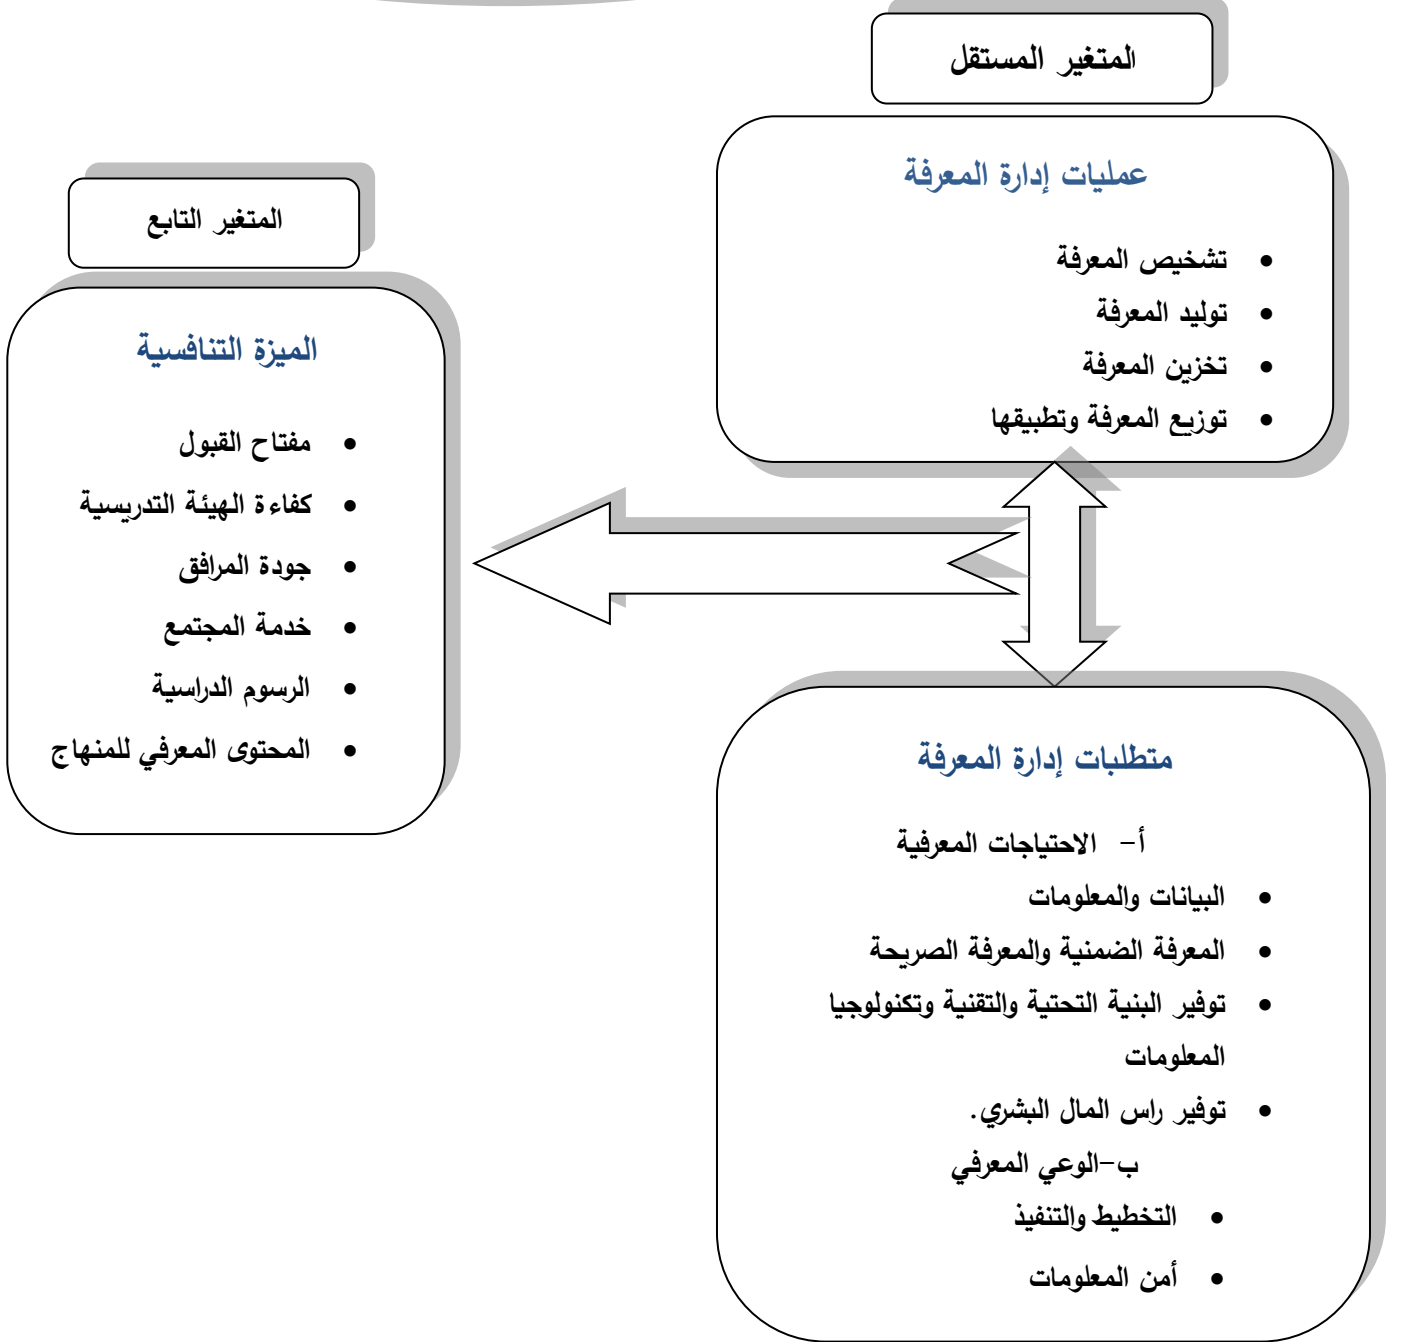 المتغير المستقل
عمليات إدارة المعرفة
• تشخيص المعرفة
• توليد المعرفة
• تخزين المعرفة
• توزيع المعرفة وتطبيقها
المتغير التابع
الميزة التنافسية
• مفتاح القبول
• كفاءة الهيئة التدريسية
• جودة المرافق
• خدمة المجتمع
• الرسوم الدراسية
• المحتوى المعرفي للمنهاج
متطلبات إدارة المعرفة
أ- الاحتياجات المعرفية
• البيانات والمعلومات
• المعرفة الضمنية والمعرفة الصريحة
• توفير البنية التحتية والتقنية وتكنولوجيا
المعلومات
• توفير راس المال البشري.
ب-الوعي المعرفي
• التخطيط والتنفيذ
• أمن المعلومات